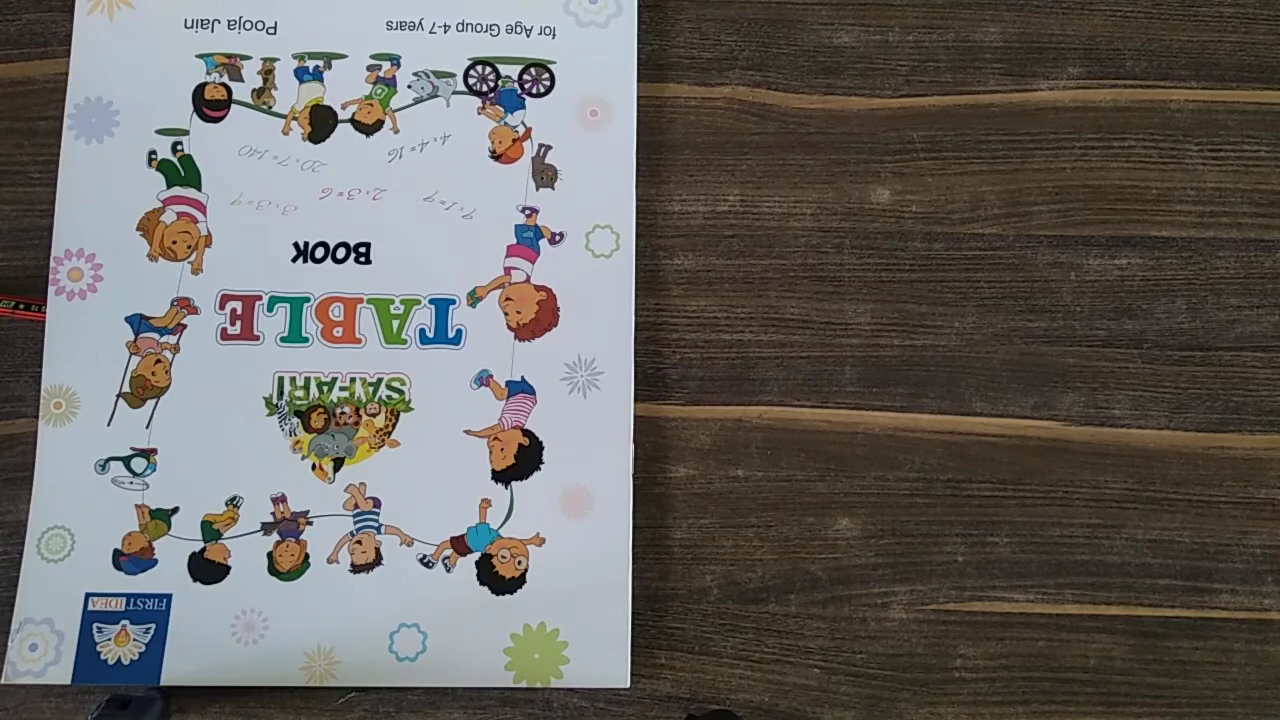 FIRST IDEA
SAFARI
TABLE
BOOK
9×1=9
2×3=6
3×3=9
4×4=16
20×7=140
for Age Group 4-7 years
Pooja Jain